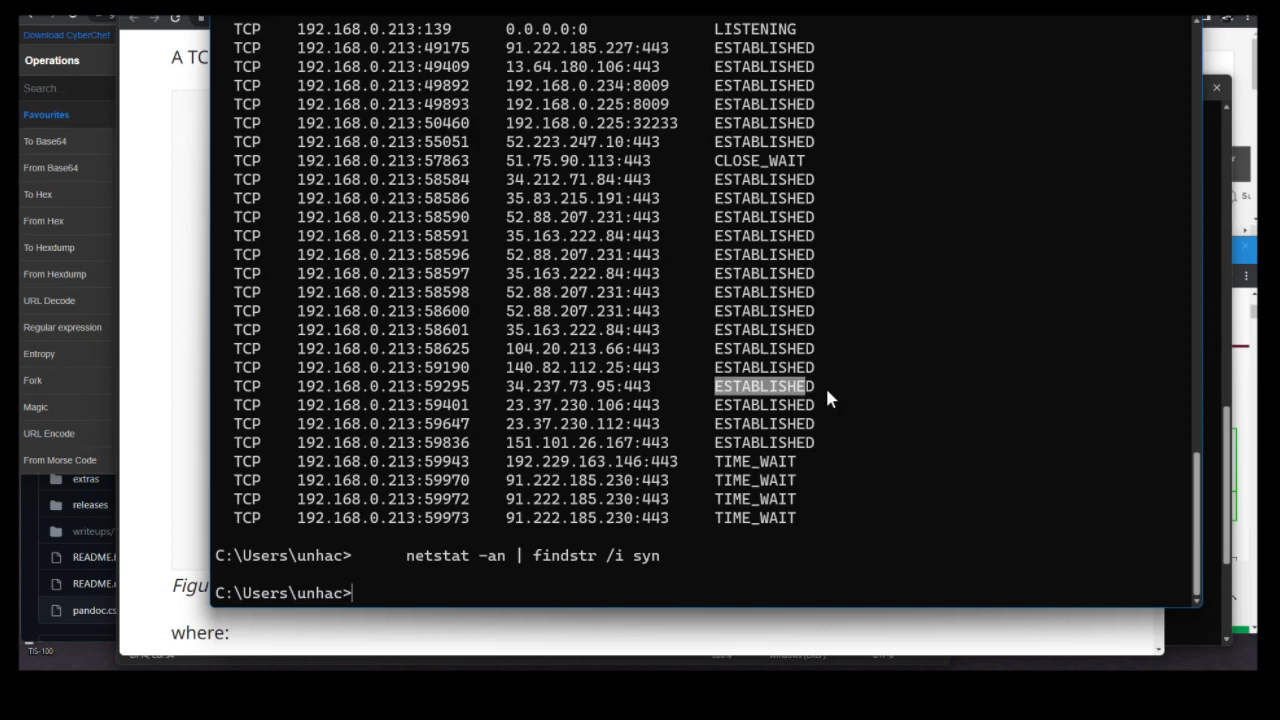 Download CyberChef
Operations
Search...
Favourites
To Base64
From Base64
To Hex
From Hex
To Hexdump
From Hexdump
URL Decode
Regular expression
Entropy
Fork
Magic
URL Encode
From Morse Code
extras
releases
writeups/
README.
README.
pandoc.cs
TIS-100
A TC
Figu
where:
TCP 192.168.0.213:139 0.0.0.0:0 LISTENING
TCP 192.168.0.213:49175 91.222.185.227:443 ESTABLISHED
TCP 192.168.0.213:49409 13.64.180.106:443 ESTABLISHED
TCP 192.168.0.213:49892 192.168.0.234:8009 ESTABLISHED
TCP 192.168.0.213:49893 192.168.0.225:8009 ESTABLISHED
TCP 192.168.0.213:50460 192.168.0.225:32233 ESTABLISHED
TCP 192.168.0.213:55051 52.223.247.10:443 ESTABLISHED
TCP 192.168.0.213:57863 51.75.90.113:443 CLOSE_WAIT
TCP 192.168.0.213:58584 34.212.71.84:443 ESTABLISHED
TCP 192.168.0.213:58586 35.83.215.191:443 ESTABLISHED
TCP 192.168.0.213:58590 52.88.207.231:443 ESTABLISHED
TCP 192.168.0.213:58591 35.163.222.84:443 ESTABLISHED
TCP 192.168.0.213:58596 52.88.207.231:443 ESTABLISHED
TCP 192.168.0.213:58597 35.163.222.84:443 ESTABLISHED
TCP 192.168.0.213:58598 52.88.207.231:443 ESTABLISHED
TCP 192.168.0.213:58600 52.88.207.231:443 ESTABLISHED
TCP 192.168.0.213:58601 35.163.222.84:443 ESTABLISHED
TCP 192.168.0.213:58625 104.20.213.66:443 ESTABLISHED
TCP 192.168.0.213:59190 140.82.112.25:443 ESTABLISHED
TCP 192.168.0.213:59295 34.237.73.95:443 ESTABLISHED
TCP 192.168.0.213:59401 23.37.230.106:443 ESTABLISHED
TCP 192.168.0.213:59647 23.37.230.112:443 ESTABLISHED
TCP 192.168.0.213:59836 151.101.26.167:443 ESTABLISHED
TCP 192.168.0.213:59943 192.229.163.146:443 TIME_WAIT
TCP 192.168.0.213:59970 91.222.185.230:443 TIME_WAIT
TCP 192.168.0.213:59972 91.222.185.230:443 TIME_WAIT
TCP 192.168.0.213:59973 91.222.185.230:443 TIME_WAIT
C:\Users\unhac> netstat -an | findstr /i syn
C:\Users\unhac>